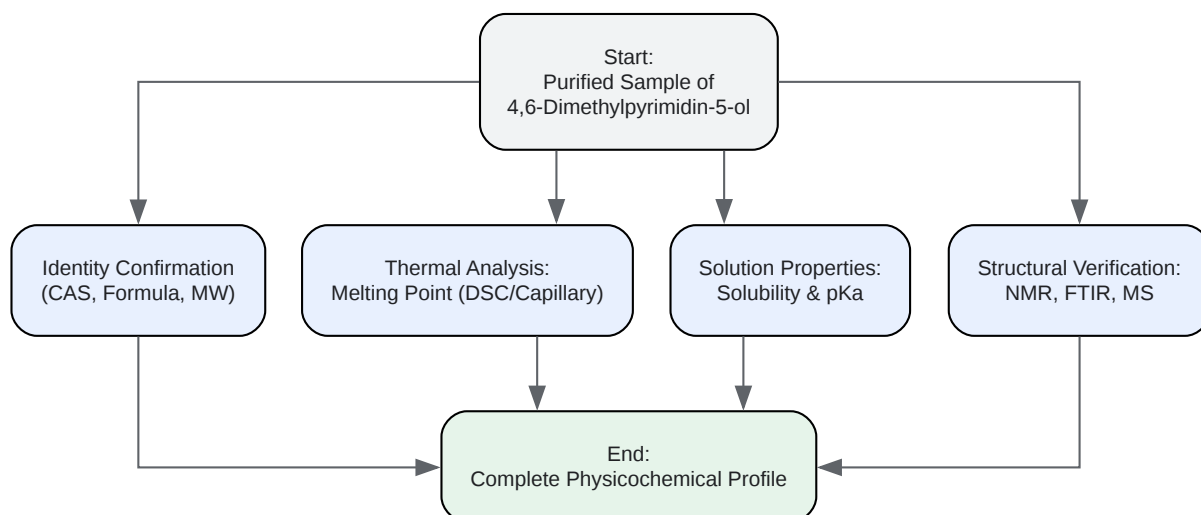 Start:
Purified Sample of
4,6-Dimethylpyrimidin-5-ol
Identity Confirmation
(CAS, Formula, MW)
Thermal Analysis:
Melting Point (DSC/Capillary)
Solution Properties:
Solubility & pKa
Structural Verification:
NMR, FTIR, MS
End:
Complete Physicochemical Profile